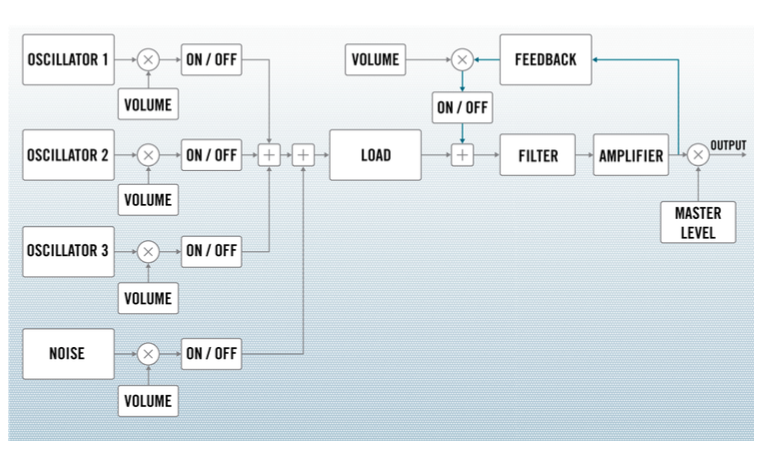 OSCILLATOR 1
×
ON / OFF
VOLUME
VOLUME
×
FEEDBACK
ON / OFF
OSCILLATOR 2
×
ON / OFF
+
+
LOAD
+
FILTER
AMPLIFIER
×
OUTPUT
VOLUME
MASTER
LEVEL
OSCILLATOR 3
×
ON / OFF
VOLUME
NOISE
×
ON / OFF
VOLUME